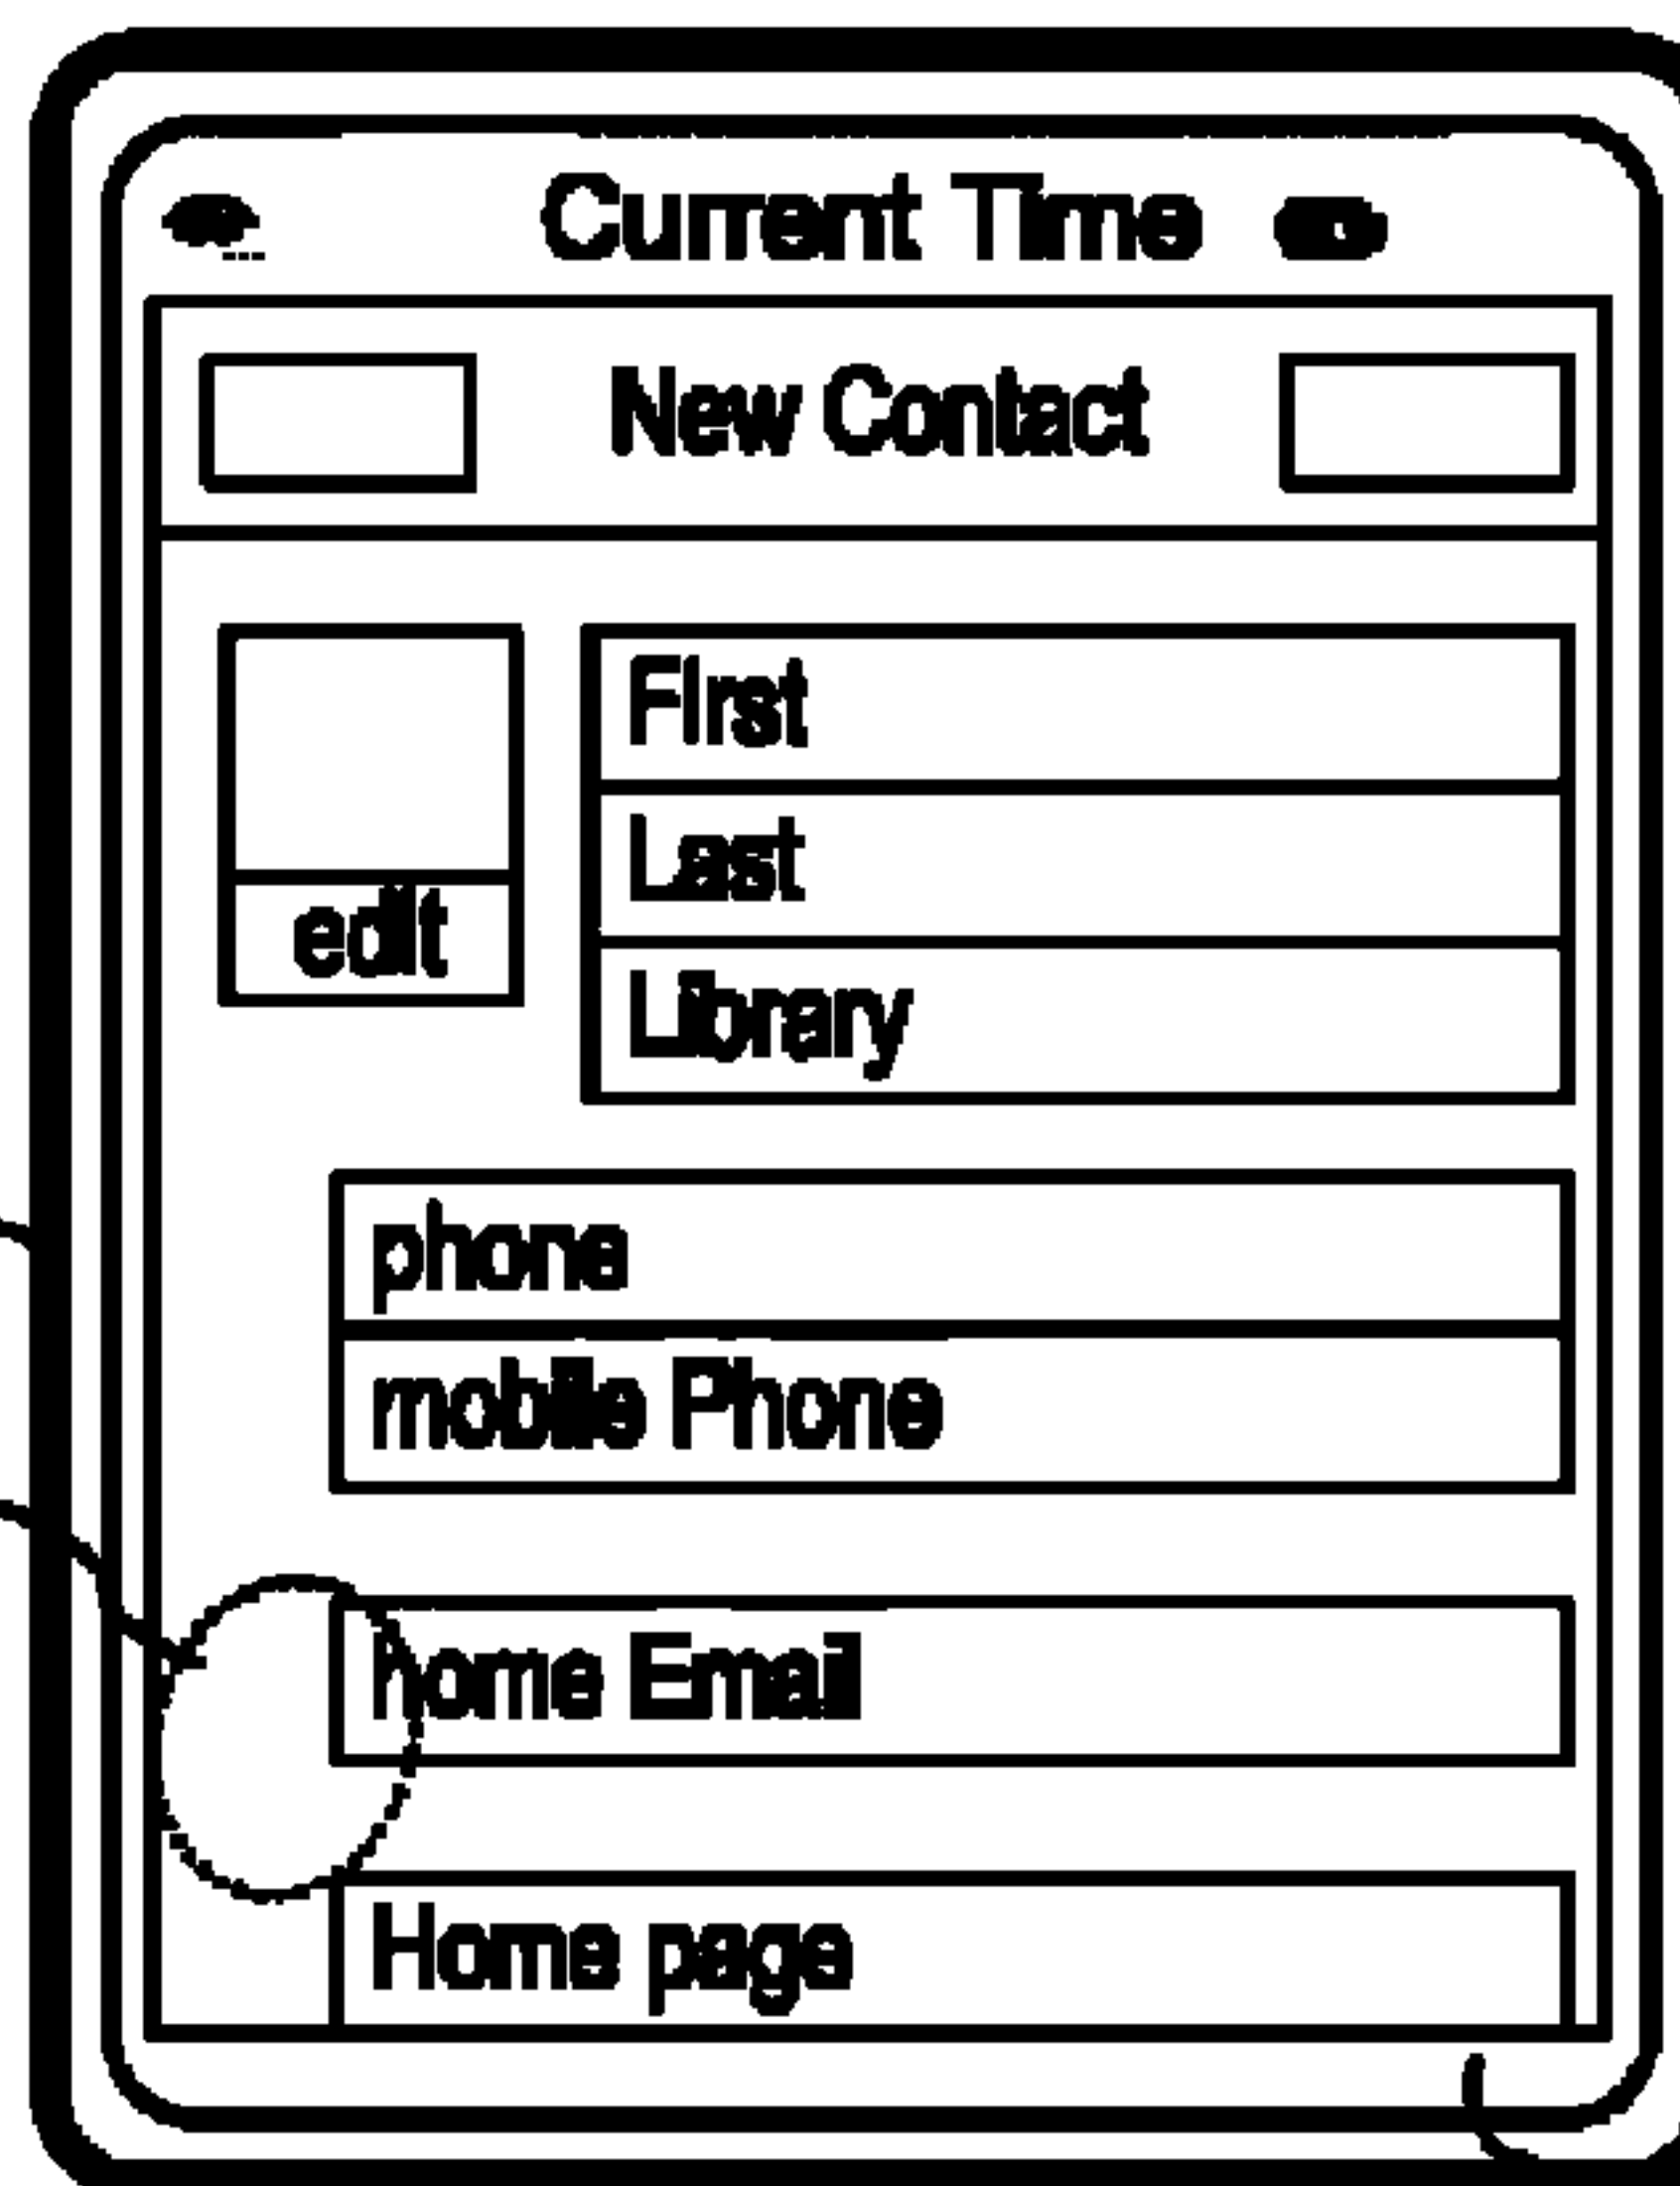 Current Time
New Contact
First
Last
edit
Library
phone
mobile Phone
home Email
Home page